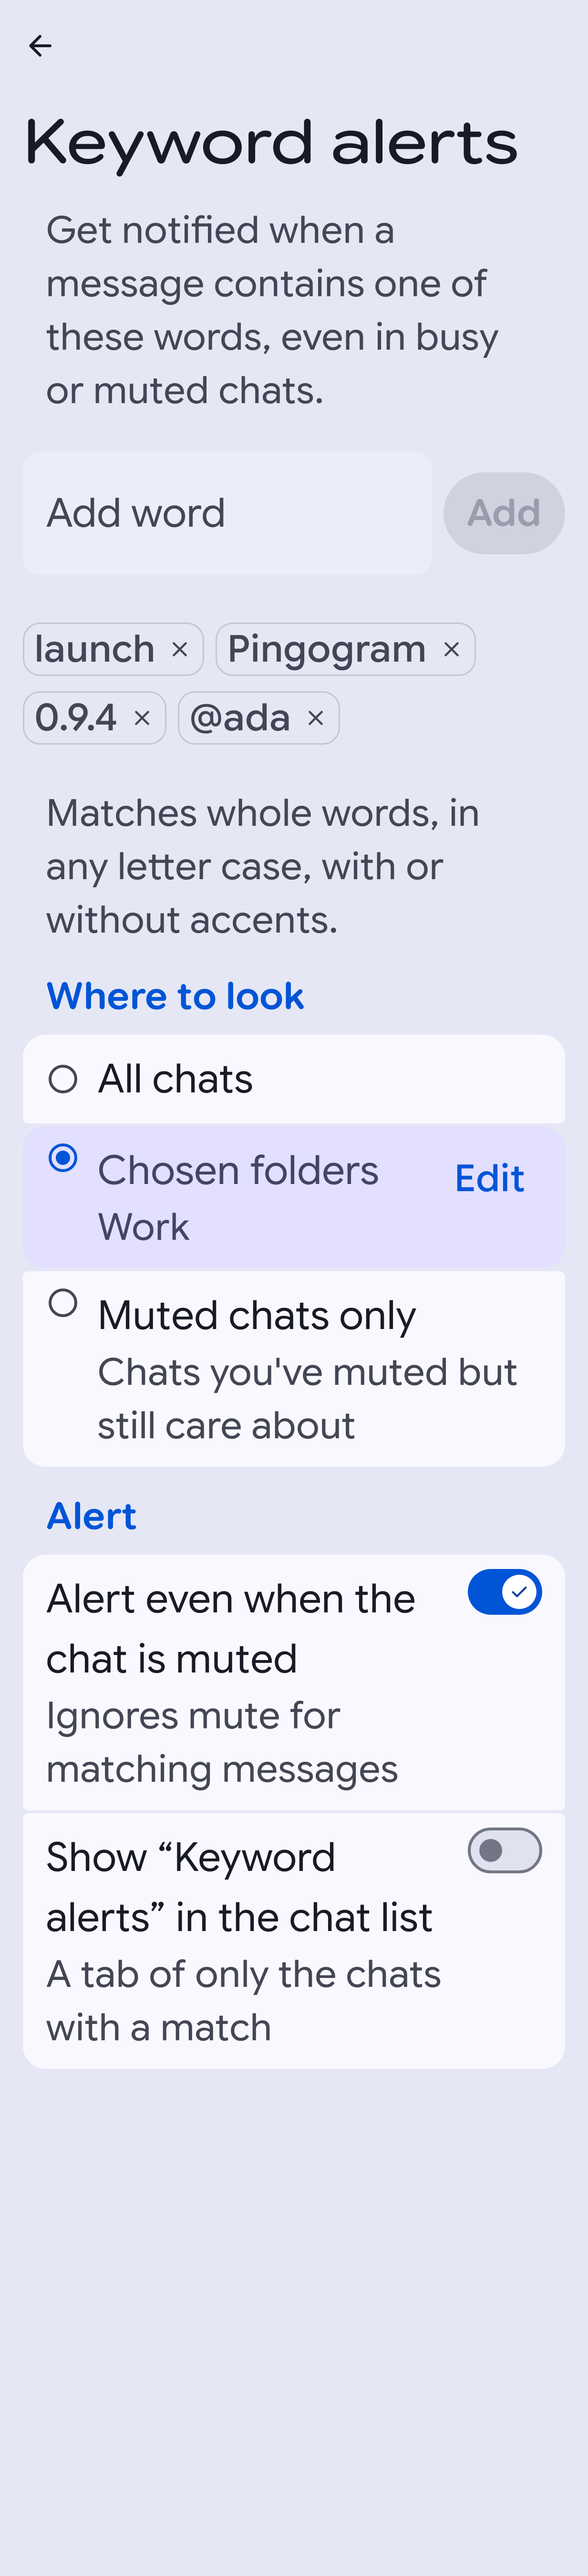 Keyword alerts
Get notified when a
message contains one of
these words, even in busy
or muted chats.
Add word
Add
launch
Pingogram
0.9.4
@ada
Matches whole words, in
any letter case, with or
without accents.
Where to look
All chats
Chosen folders
Work
Edit
Muted chats only
Chats you've muted but
still care about
Alert
Alert even when the
chat is muted
Ignores mute for
matching messages
Show “Keyword
alerts” in the chat list
A tab of only the chats
with a match